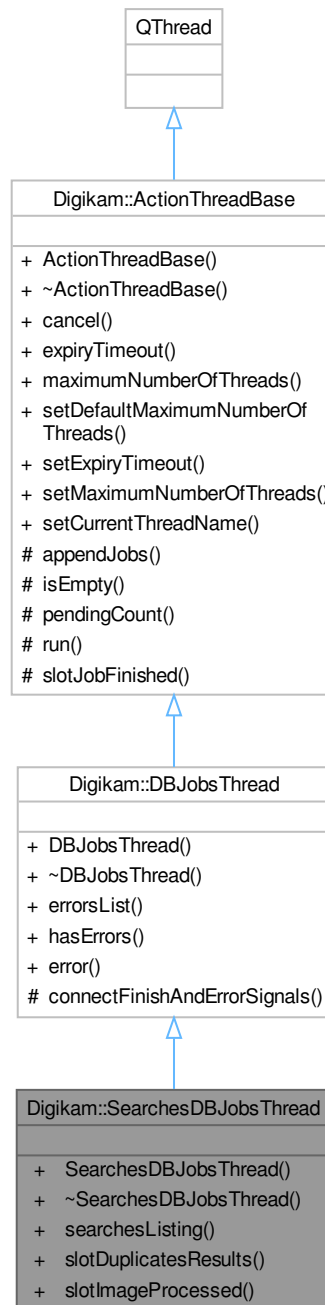 QThread
Digikam::ActionThreadBase
+ ActionThreadBase()
+ ~ActionThreadBase()
+ cancel()
+ expiryTimeout()
+ maximumNumberOfThreads()
+ setDefaultMaximumNumberOf
Threads()
+ setExpiryTimeout()
+ setMaximumNumberOfThreads()
+ setCurrentThreadName()
# appendJobs()
# isEmpty()
# pendingCount()
# run()
# slotJobFinished()
Digikam::DBJobsThread
+ DBJobsThread()
+ ~DBJobsThread()
+ errorsList()
+ hasErrors()
+ error()
# connectFinishAndErrorSignals()
Digikam::SearchesDBJobsThread
+ SearchesDBJobsThread()
+ ~SearchesDBJobsThread()
+ searchesListing()
+ slotDuplicatesResults()
+ slotImageProcessed()